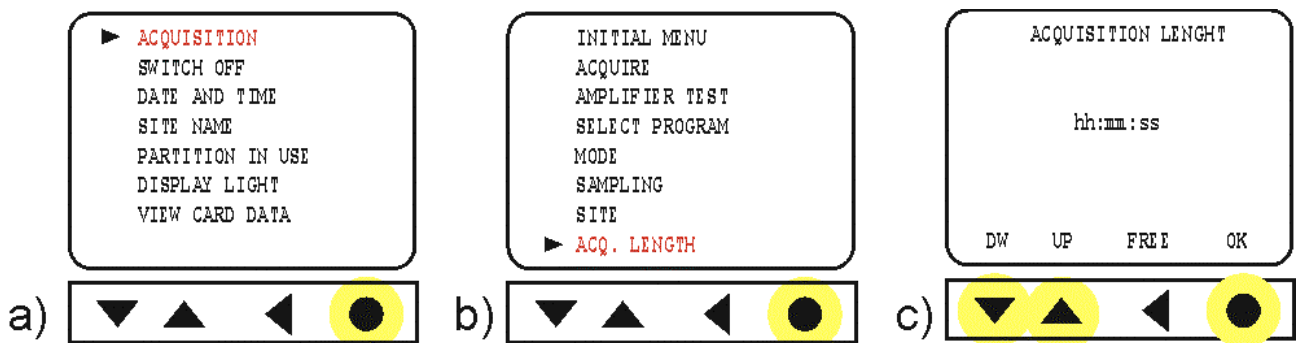 ACQUISITION
SWITCH OFF
DATE AND TIME
SITE NAME
PARTITION IN USE
DISPLAY LIGHT
VIEW CARD DATA
a)
INITIAL MENU
ACQUIRE
AMPLIFIER TEST
SELECT PROGRAM
MODE
SAMPLING
SITE
ACQ. LENGTH
b)
ACQUISITION LENGHT
hh:mm:ss
DW UP FREE OK
c)